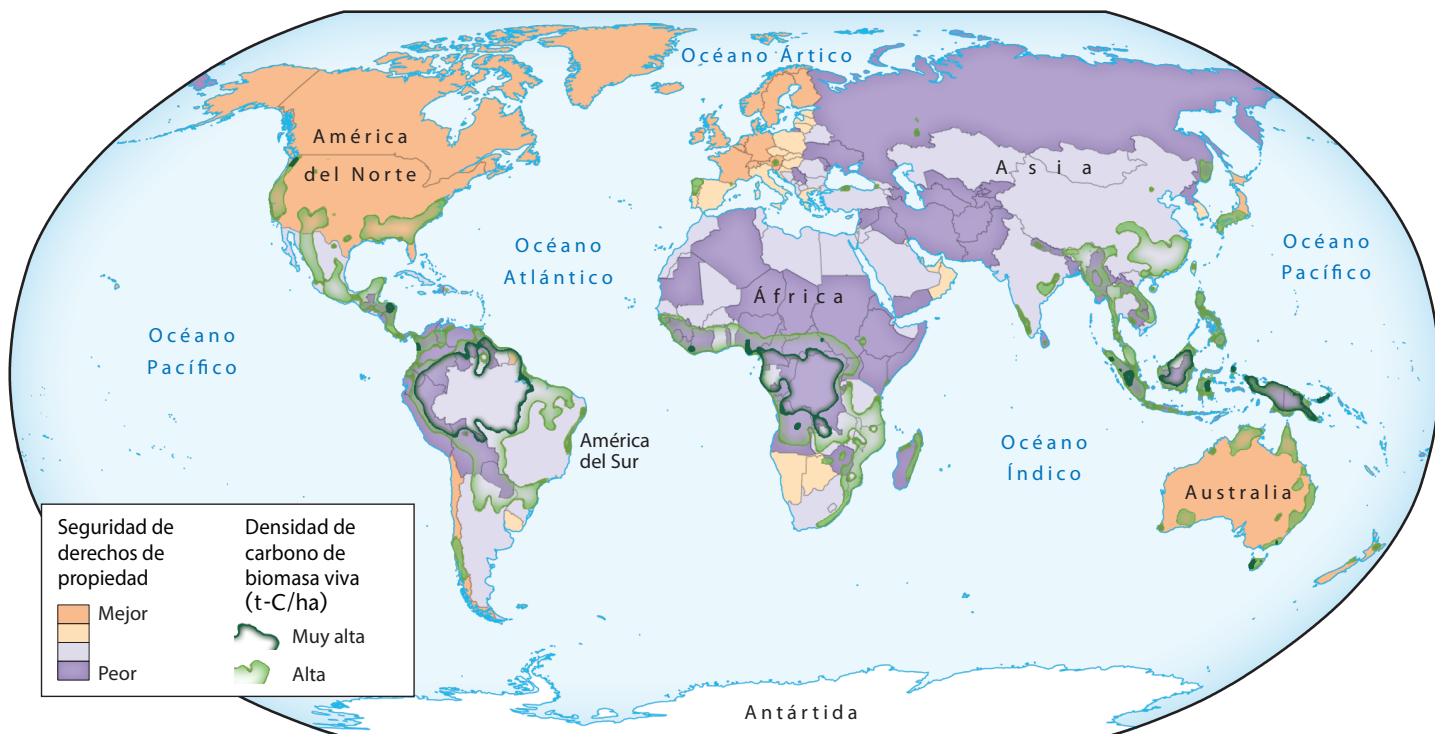 Océano Ártico
América
del Norte
Asia
Océano
Atlántico
Océano
Pacífico
África
Océano
Pacífico
América
del Sur
Océano
Índico
Australia
Seguridad de
derechos de
propiedad
Mejor
Peor
Densidad de
carbono de
biomasa viva
(t-C/ha)
Muy alta
Alta
Antártida